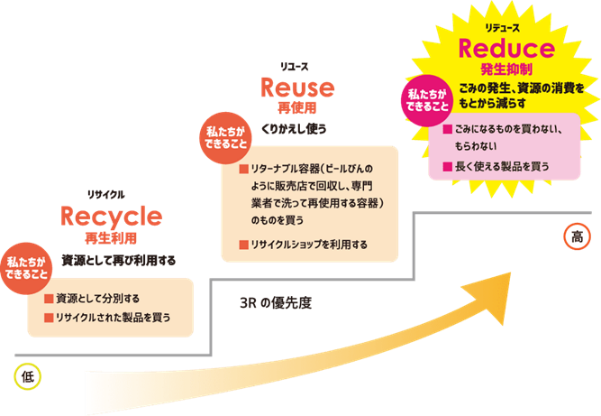 リデュース
Reduce
発生抑制
ごみの発生、資源の消費を
もとから減らす
私たちが
できること
■ ごみになるものを買わない、
もらわない
■ 長く使える製品を買う
リユース
Reuse
再使用
くりかえし使う
私たちが
できること
■ リターナブル容器(ビールびんの
ように販売店で回収し、専門
業者で洗って再使用する容器)
のものを買う
■ リサイクルショップを利用する
リサイクル
Recycle
再生利用
資源として再び利用する
私たちが
できること
■ 資源として分別する
■ リサイクルされた製品を買う
高
3Rの優先度
低